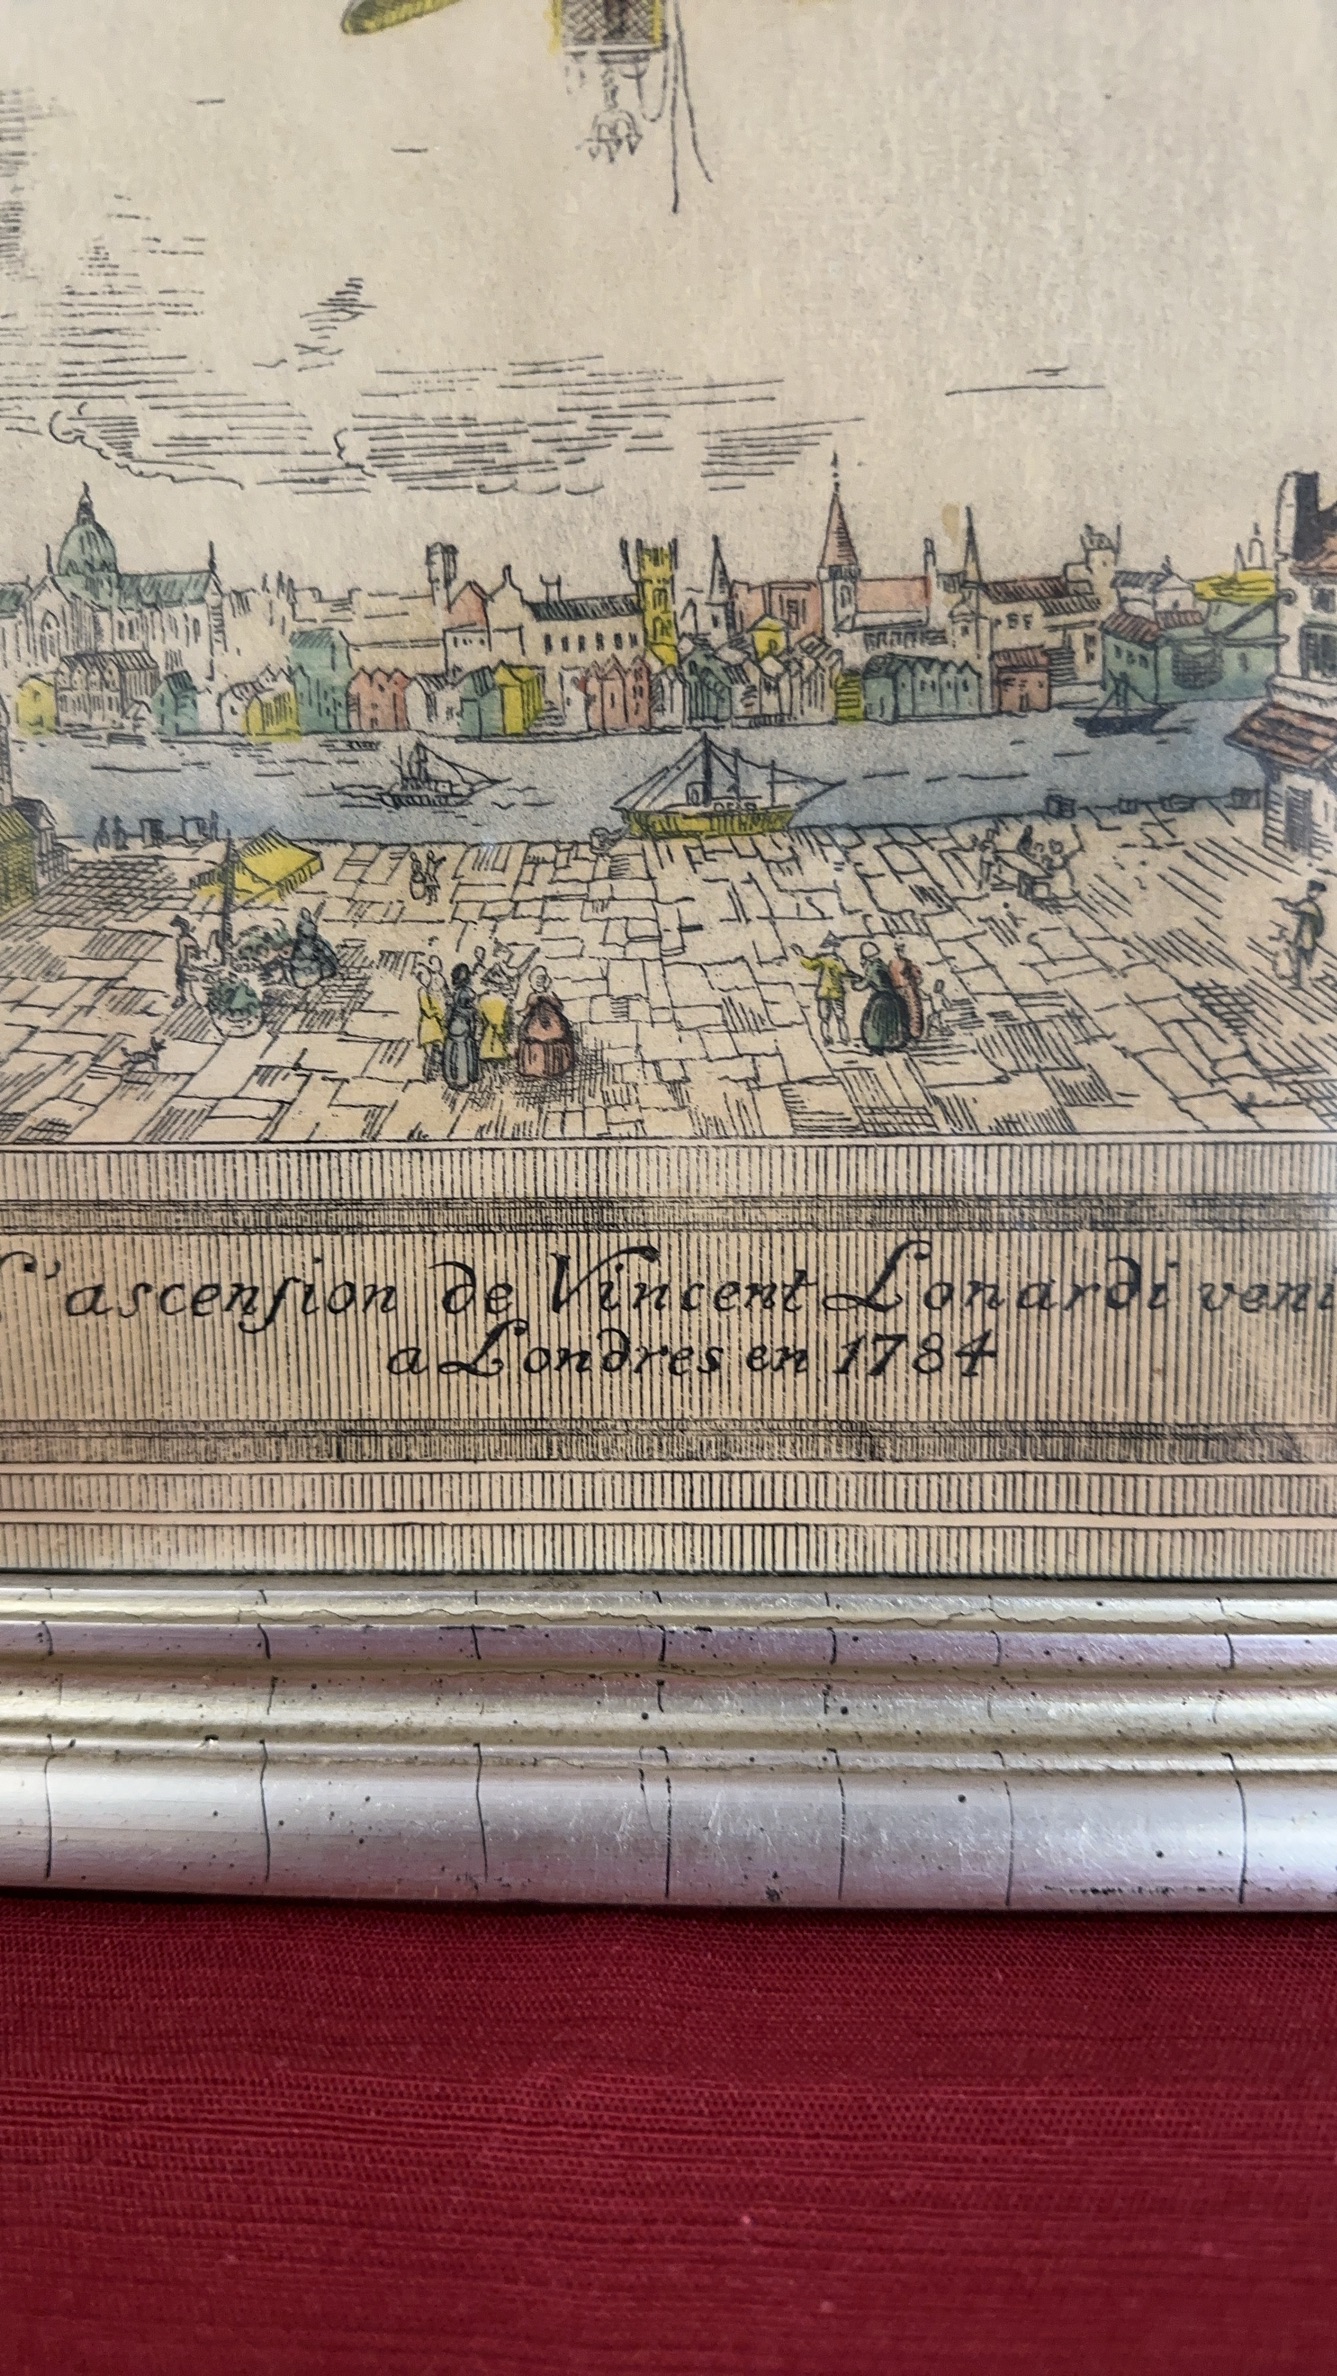 L'ascenſion de Vincent Lonardi veni
a Londres en 1784